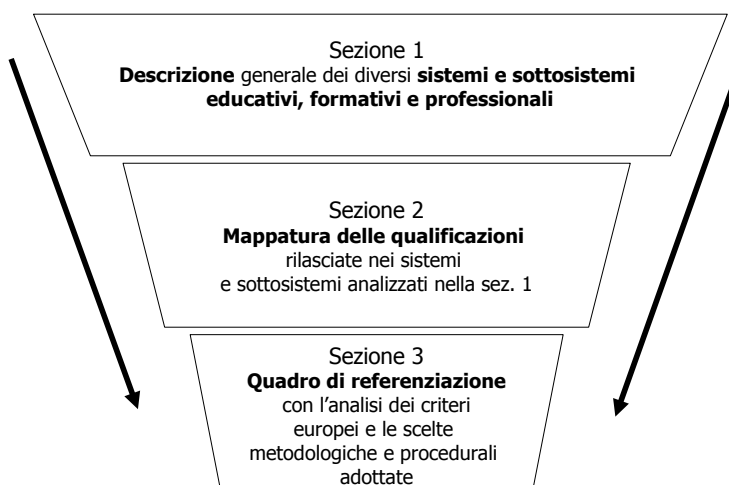 Sezione 1
Descrizione generale dei diversi sistemi e sottosistemi
educativi, formativi e professionali
Sezione 2
Mappatura delle qualificazioni
rilasciate nei sistemi
e sottosistemi analizzati nella sez. 1
Sezione 3
Quadro di referenziazione
con l'analisi dei criteri
europei e le scelte
metodologiche e procedurali
adottate